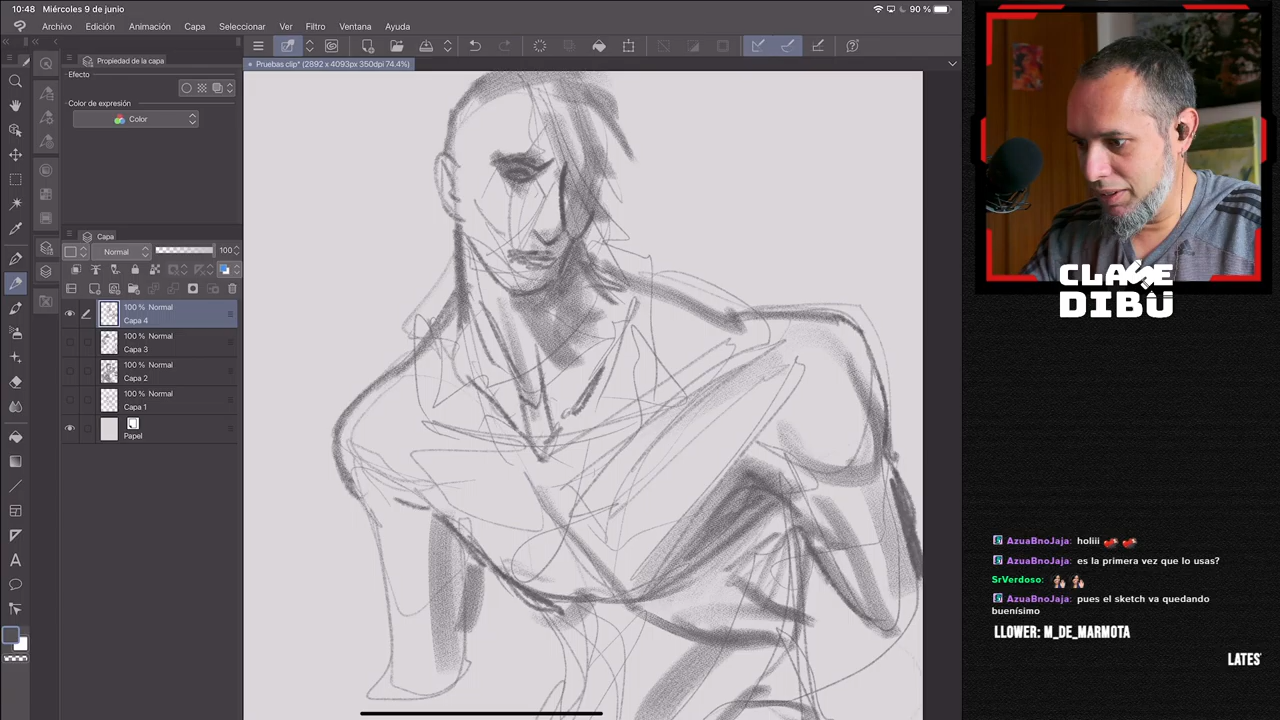 10:48 Miércoles 9 de junio
90 %
Archivo Edición Animación Capa Seleccionar Ver Filtro Ventana Ayuda
Pruebas clip* (2892 x 4093px 350dpi 74.4%)
Propiedad de la capa
Efecto
Color de expresión
Color
Capa
Normal 100
100 % Normal
Capa 4
100 % Normal
Capa 3
100 % Normal
Capa 2
100 % Normal
Capa 1
Papel
A
CLASE
DIBU
AzuaBnoJaja: holiii
AzuaBnoJaja: es la primera vez que lo usas?
SrVerdoso:
AzuaBnoJaja: pues el sketch va quedando
buenísimo
LLOWER: M_DE_MARMOTA
LATES